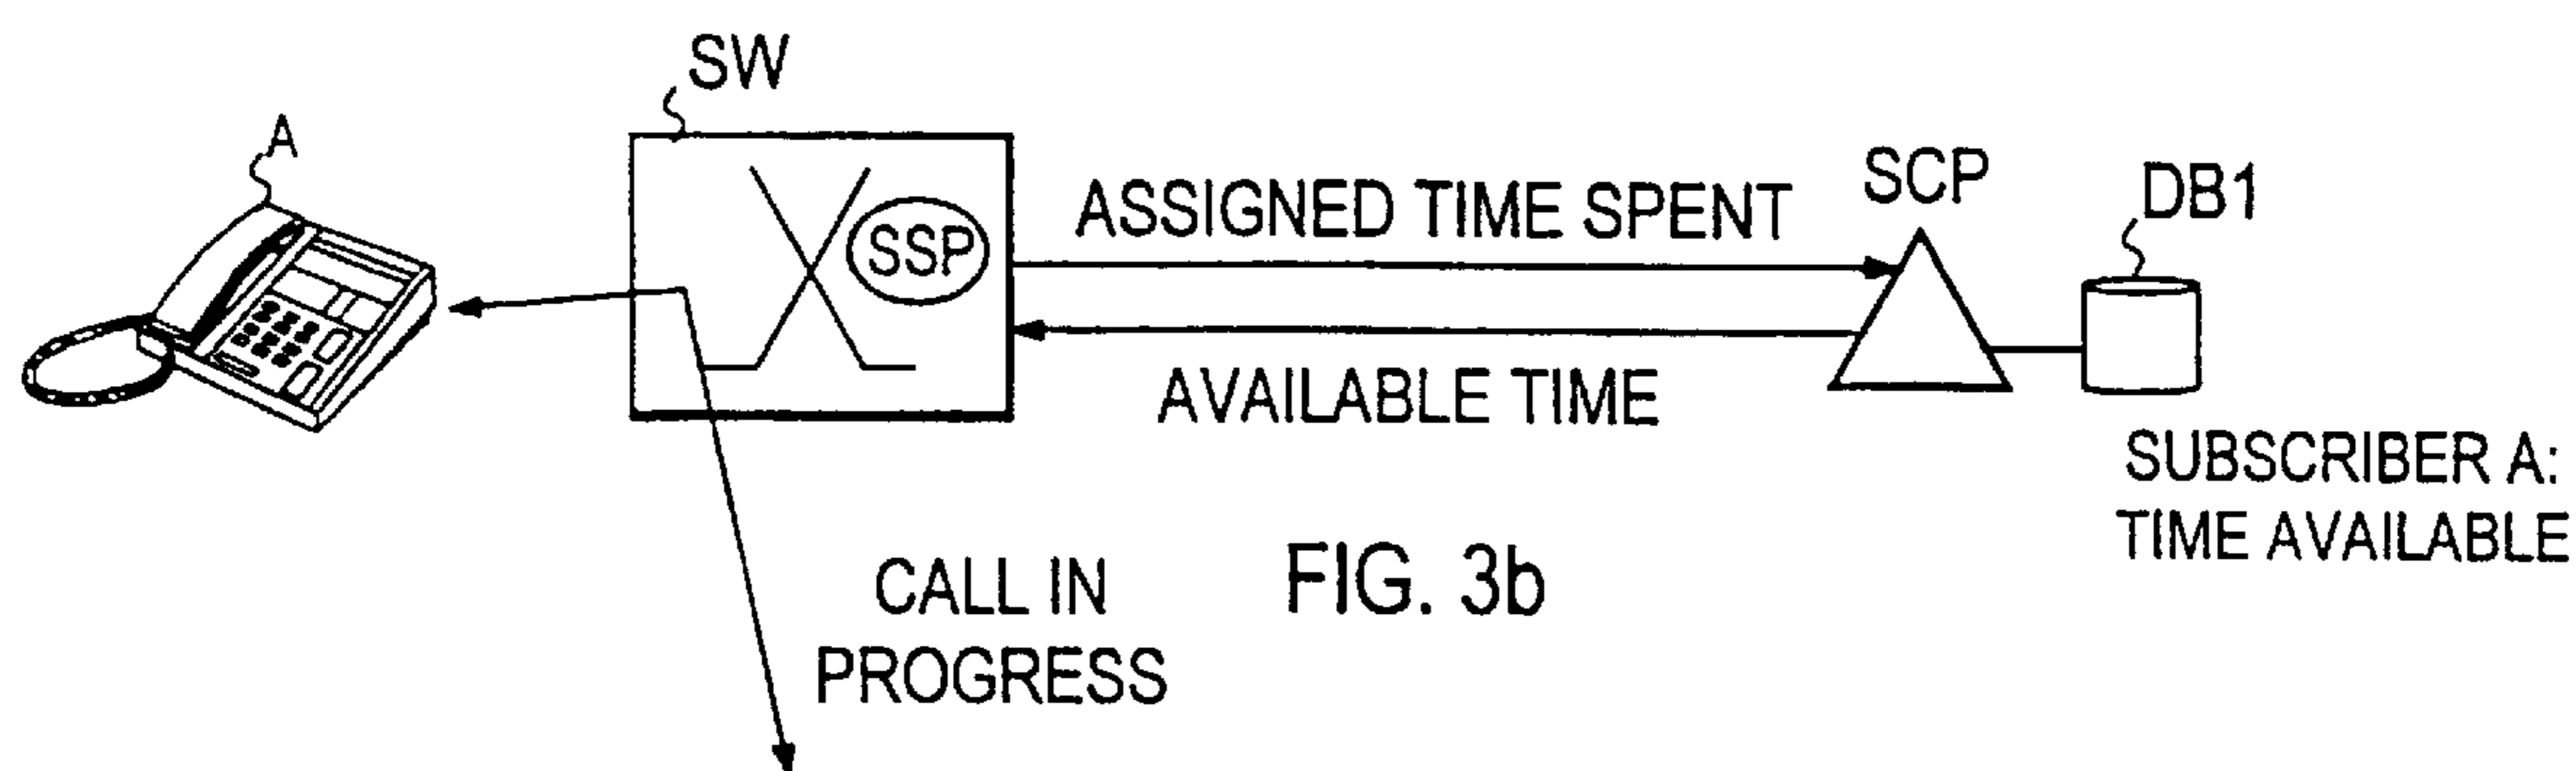 SW
A
SCP
DB1
ASSIGNED TIME SPENT
SSP
AVAILABLE TIME
SUBSCRIBER A:
TIME AVAILABLE
CALL IN
PROGRESS
FIG. 3b